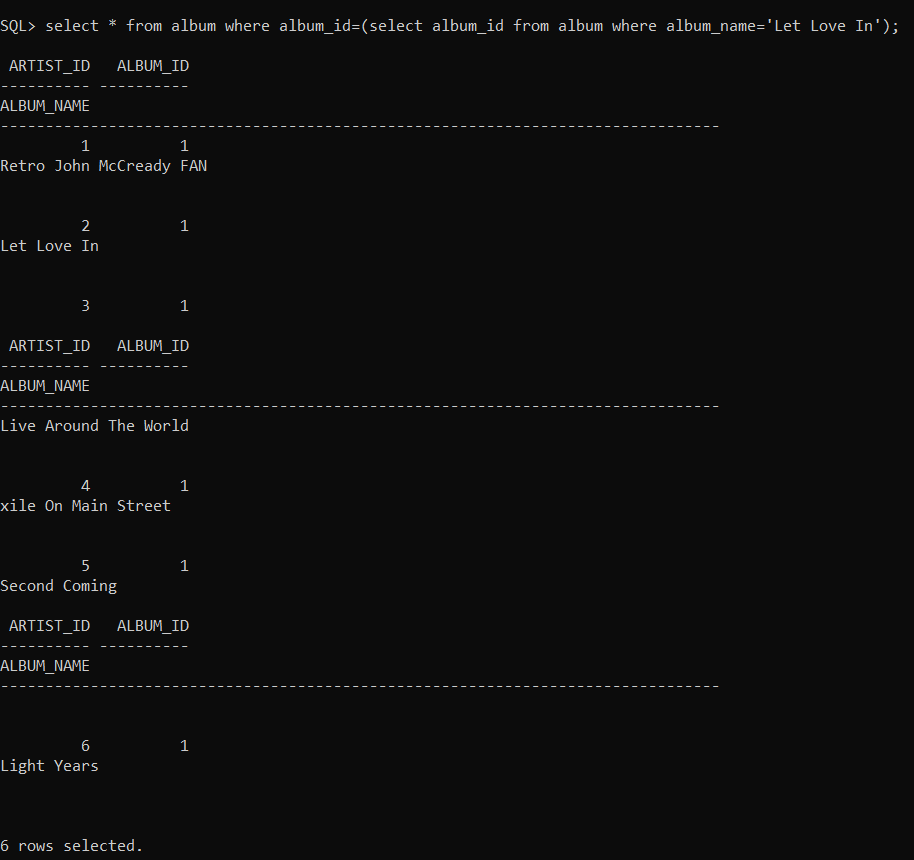 SQL> select * from album where album_id=(select album_id from album where album_name='Let Love In');
 ARTIST_ID   ALBUM_ID
---------- ----------
ALBUM_NAME
--------------------------------------------------------------------------------
         1          1
Retro John McCready FAN
         2          1
Let Love In
         3          1
 ARTIST_ID   ALBUM_ID
---------- ----------
ALBUM_NAME
--------------------------------------------------------------------------------
Live Around The World
         4          1
xile On Main Street
         5          1
Second Coming
 ARTIST_ID   ALBUM_ID
---------- ----------
ALBUM_NAME
--------------------------------------------------------------------------------
         6          1
Light Years
6 rows selected.